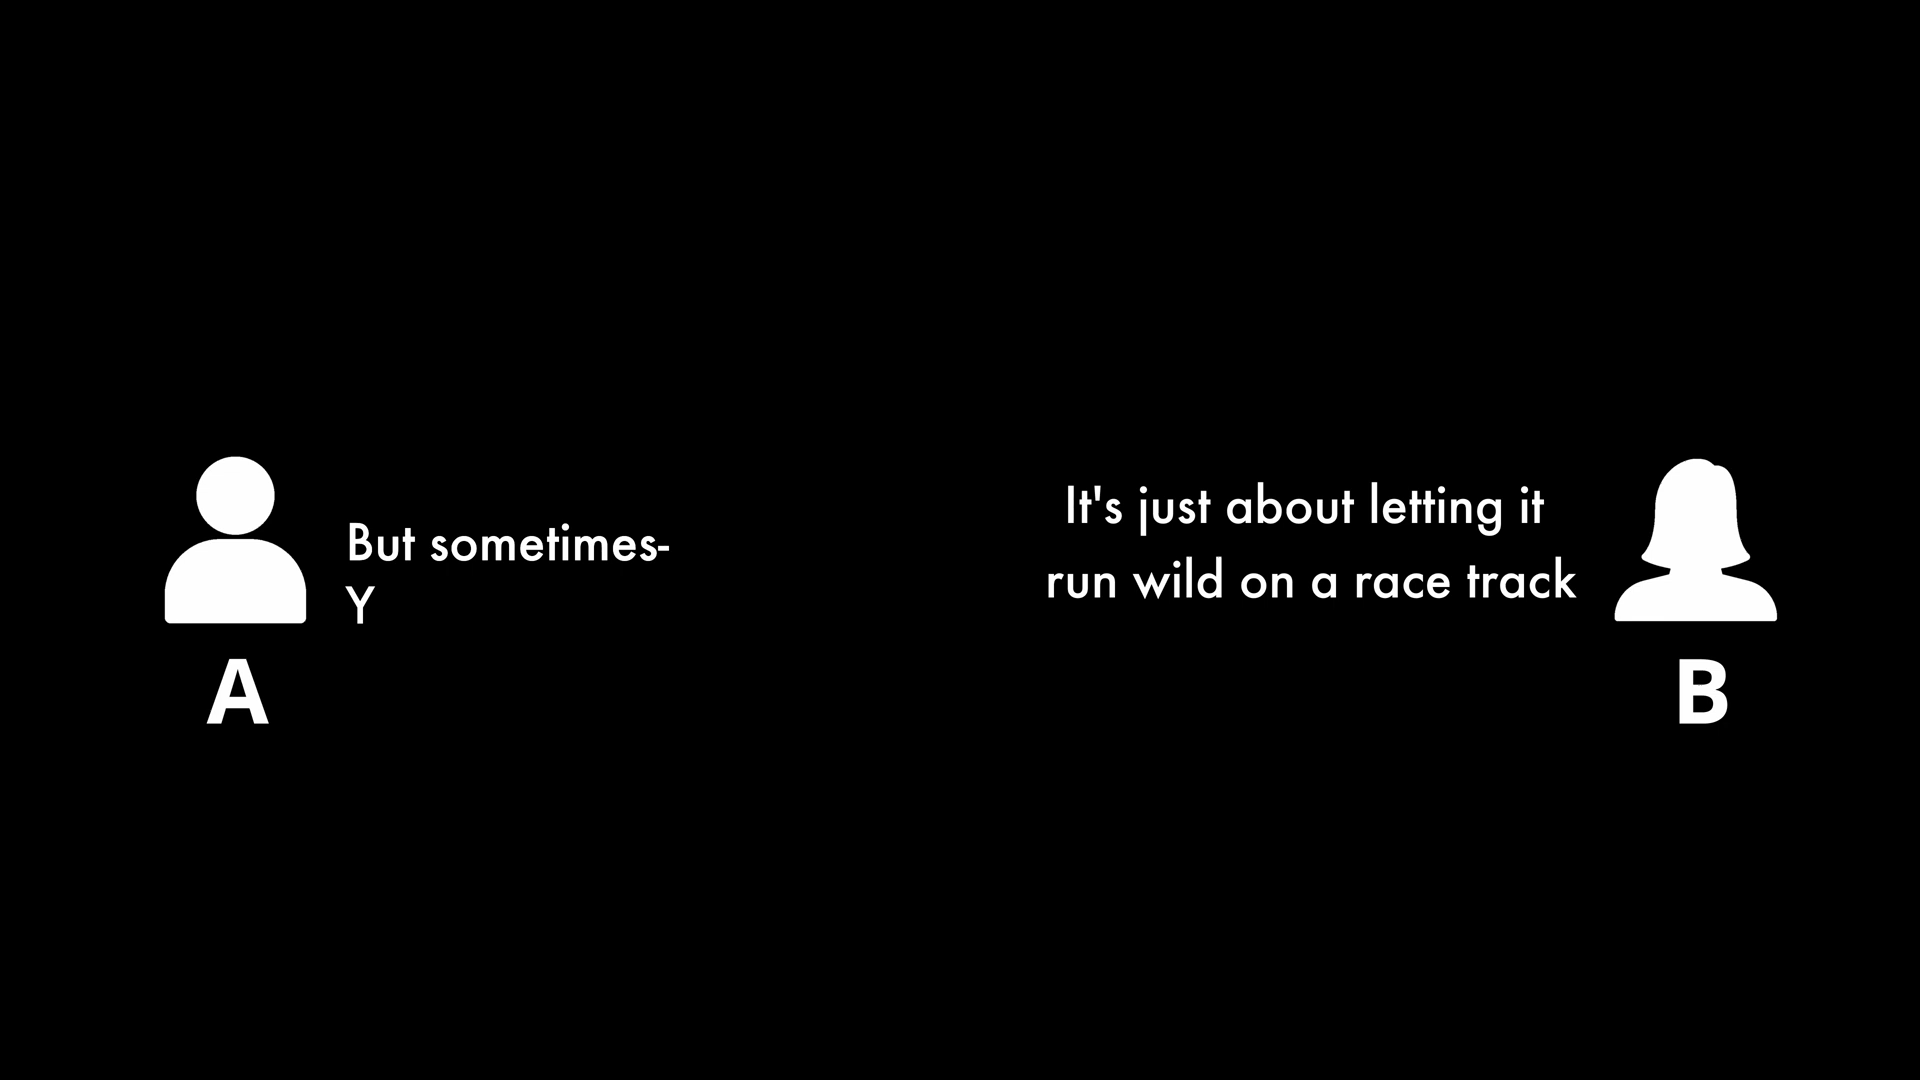 But sometimes-
Y
A
It's just about letting it
run wild on a race track
B